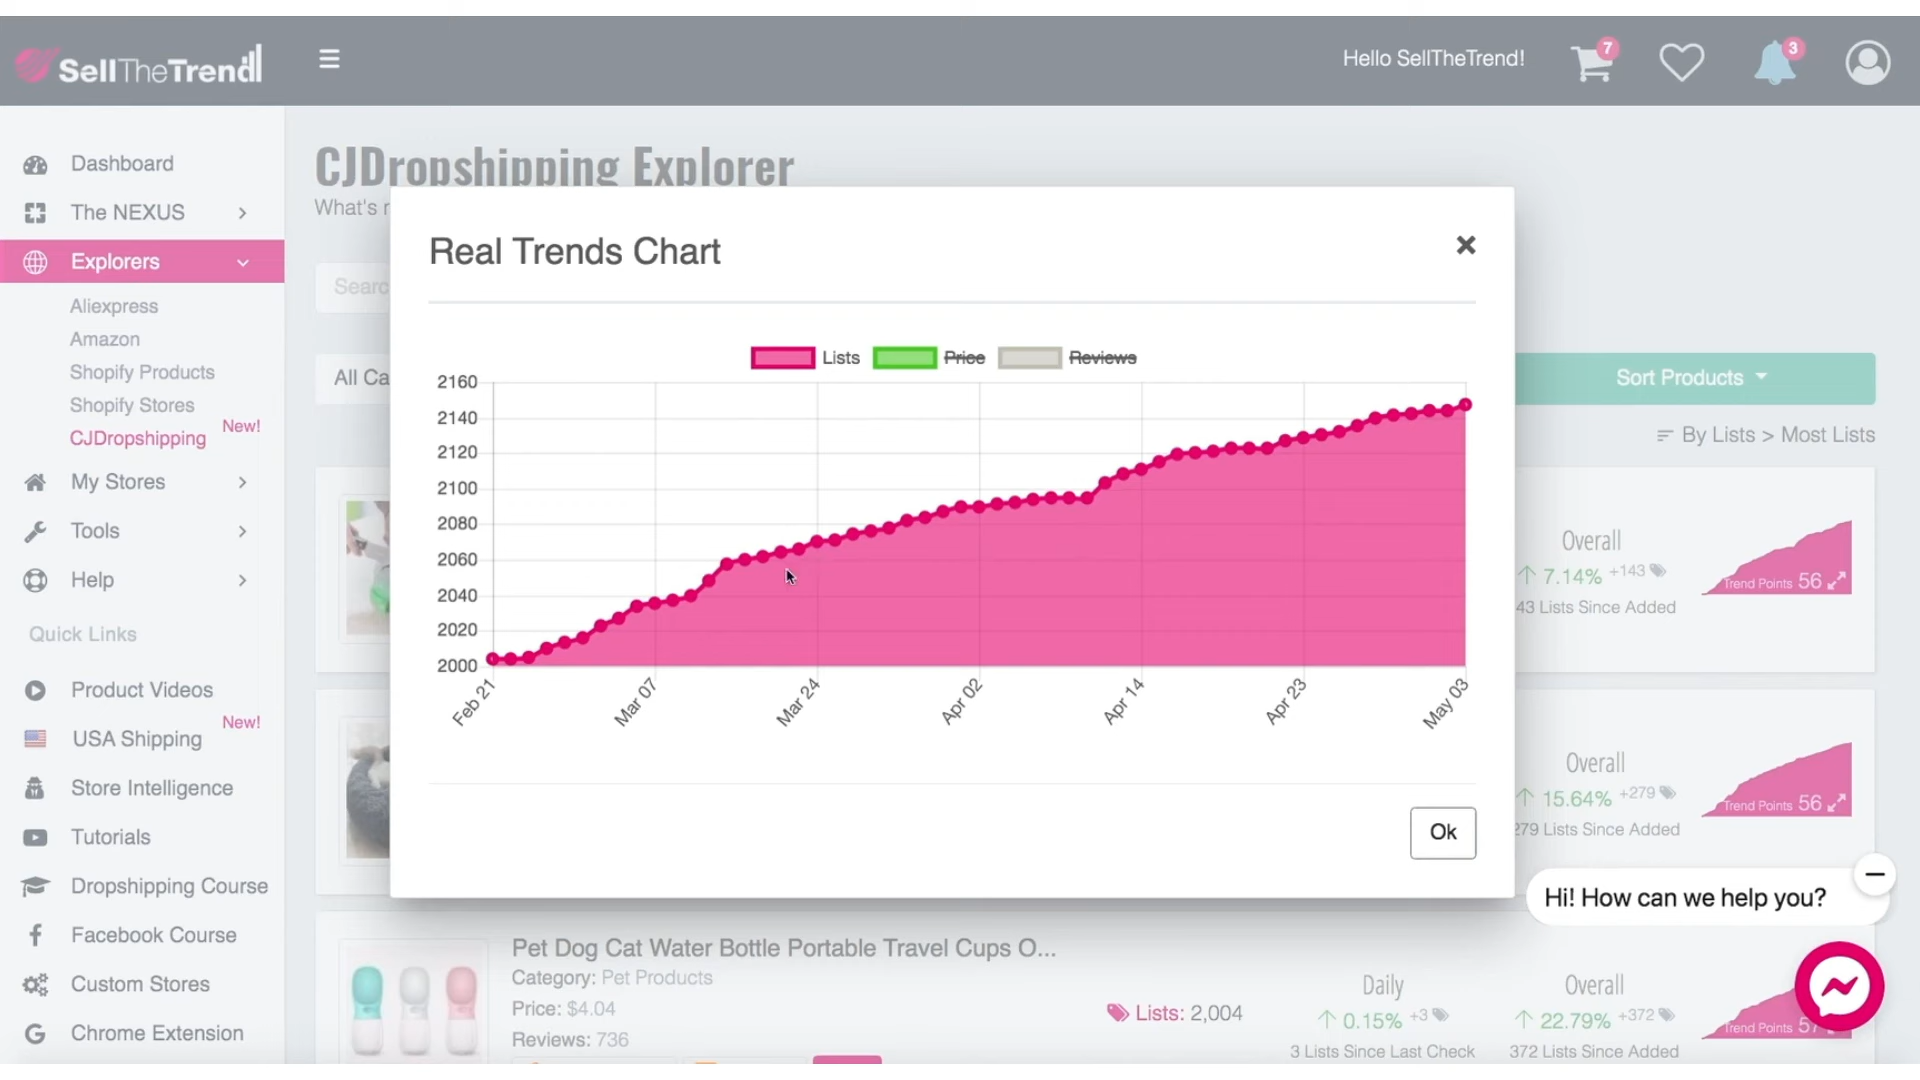 SellTheTrend
Hello SellTheTrend!
7
3
Dashboard
The NEXUS
Explorers
Aliexpress
Amazon
Shopify Products
Shopify Stores
CJDropshipping New!
My Stores
Tools
Help
Quick Links
Product Videos
USA Shipping New!
Store Intelligence
Tutorials
Dropshipping Course
Facebook Course
Custom Stores
Chrome Extension
CJDropshipping Explorer
What's
Real Trends Chart
Lists Price Reviews
2160
2140
2120
2100
2080
2060
2040
2020
2000
Feb 21 Mar 07 Mar 24 Apr 02 Apr 14 Apr 23 May 03
Ok
Sort Products
By Lists > Most Lists
Overall
7.14% +143
43 Lists Since Added
Trend Points 56
Overall
15.64% +279
279 Lists Since Added
Trend Points 56
Hi! How can we help you?
Pet Dog Cat Water Bottle Portable Travel Cups O...
Category: Pet Products
Price: $4.04
Reviews: 736
Lists: 2,004
Daily
0.15% +3
3 Lists Since Last Check
Overall
22.79% +372
372 Lists Since Added
Trend Points